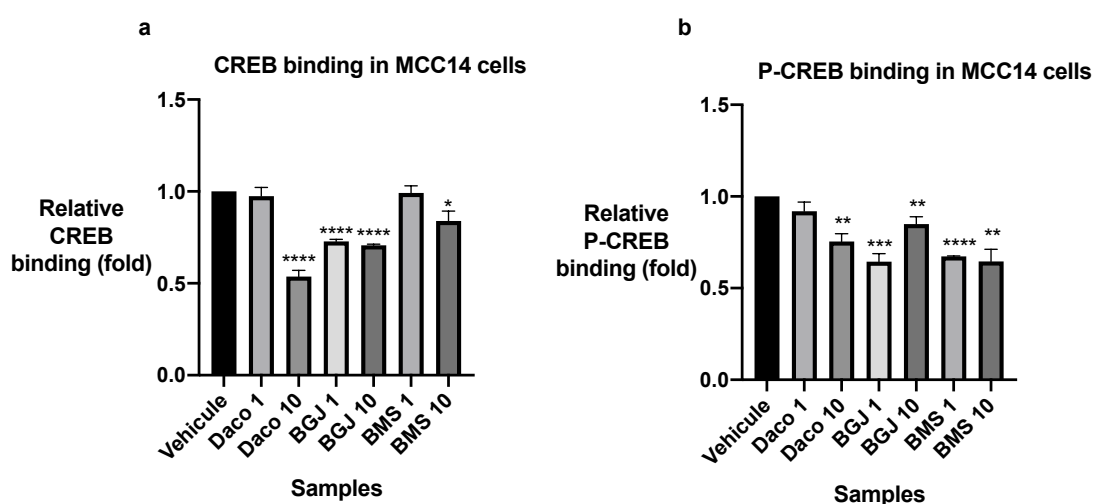 a
CREB binding in MCC14 cells
1.5
1.0
0.5
0.0
Relative
CREB
binding (fold)
****
****
****
*
Vehicule
Daco 1
Daco 10
BGJ 1
BGJ 10
BMS 1
BMS 10
Samples
b
P-CREB binding in MCC14 cells
1.5
1.0
0.5
0.0
Relative
P-CREB
binding (fold)
**
***
**
****
**
Vehicule
Daco 1
Daco 10
BGJ 1
BGJ 10
BMS 1
BMS 10
Samples